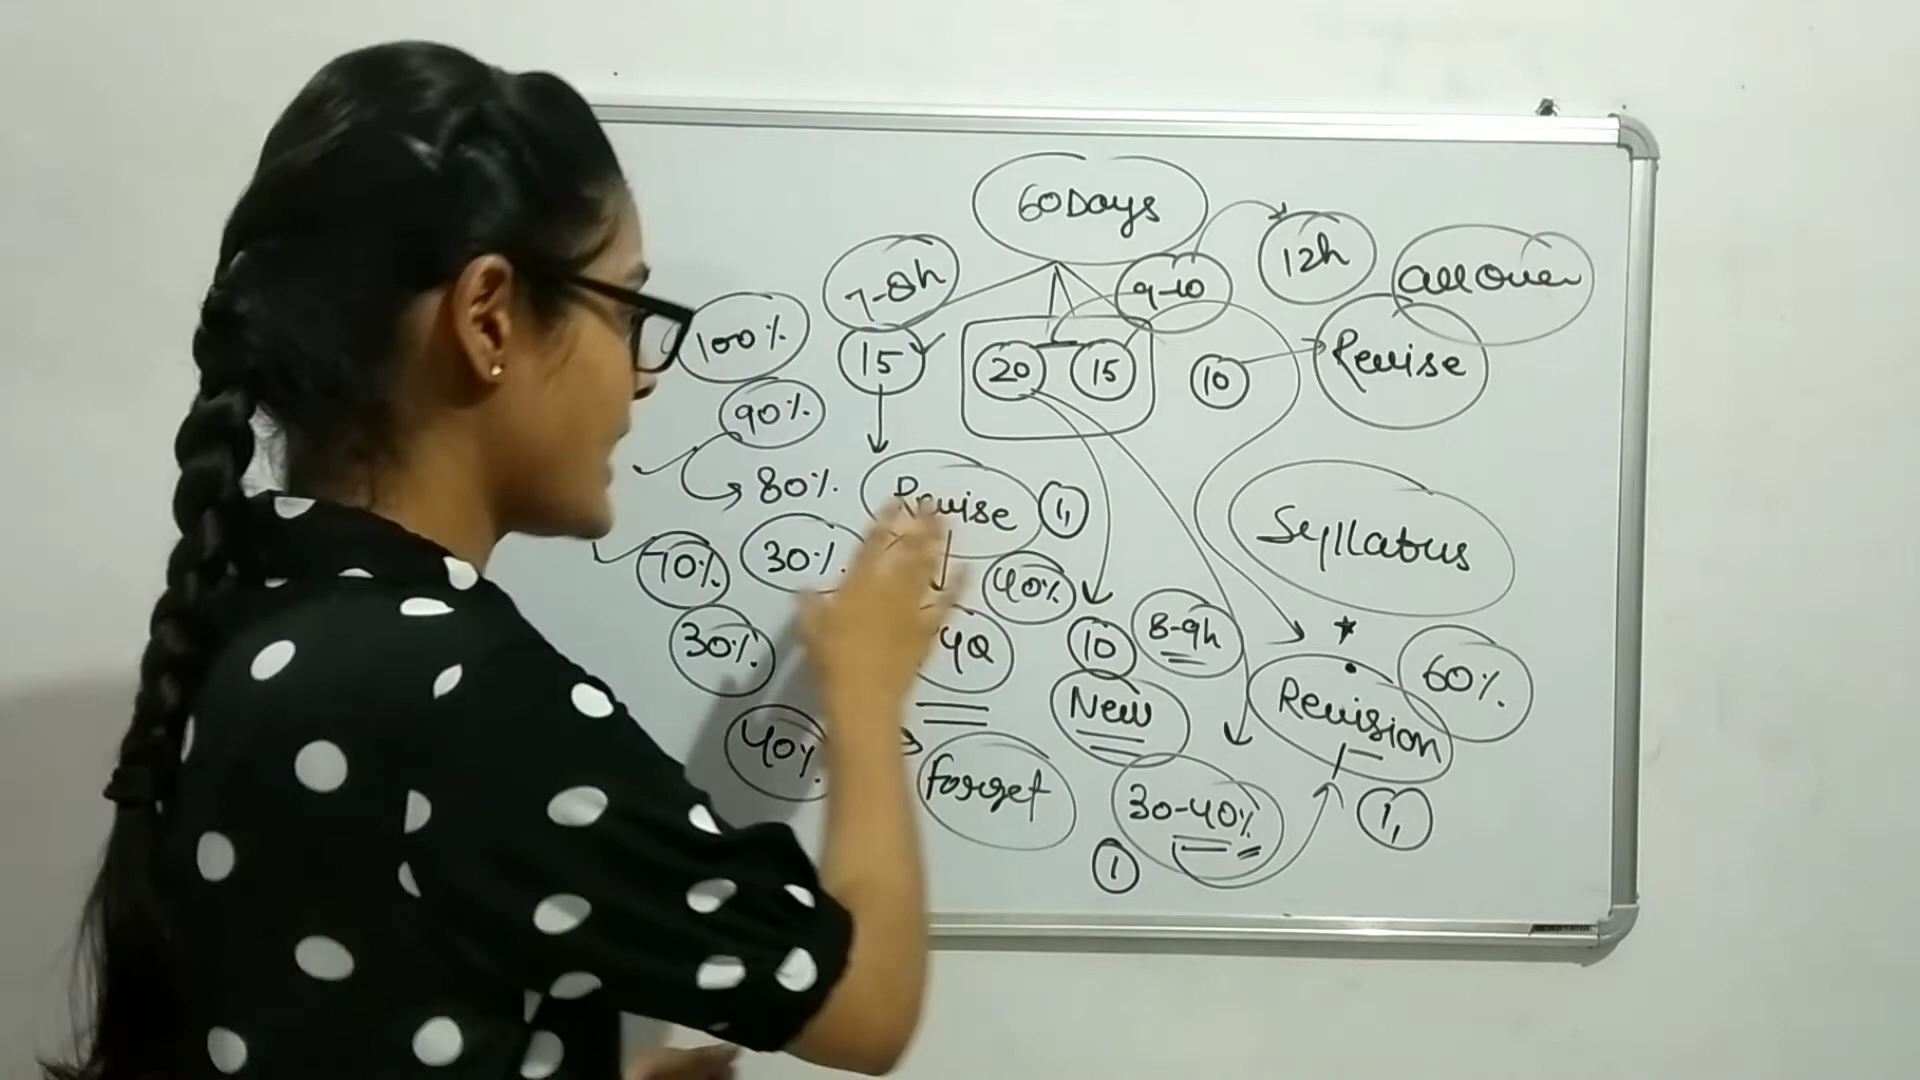 60 Days
7-8h
9-10
12h
all over
100%
15
20
15
10
Revise
90%
80%
Revise
1,
Syllabus
70%
30%
40%
30%
40
10
8-9h
60%
New
Revision
40%
Forget
30-40%
1,
1